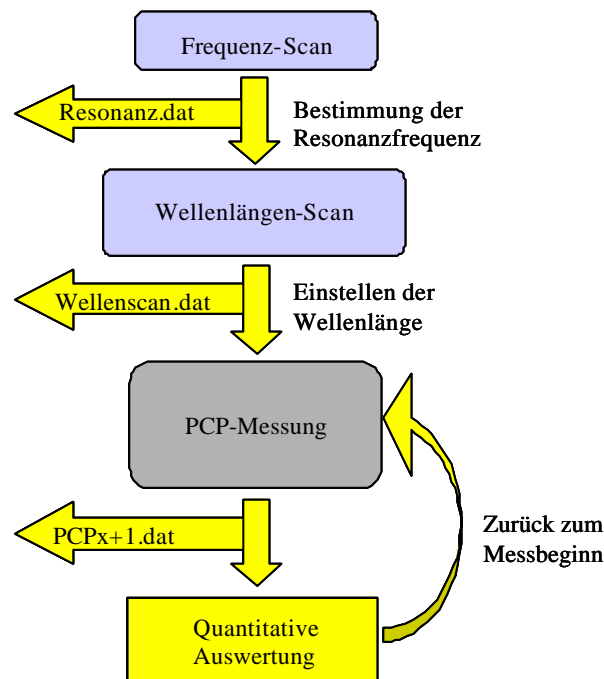 Frequenz-Scan
Resonanz.dat
Bestimmung der
Resonanzfrequenz
Wellenlängen-Scan
Wellenscan.dat
Einstellen der
Wellenlänge
PCP-Messung
PCPx+1.dat
Zurück zum
Messbeginn
Quantitative
Auswertung